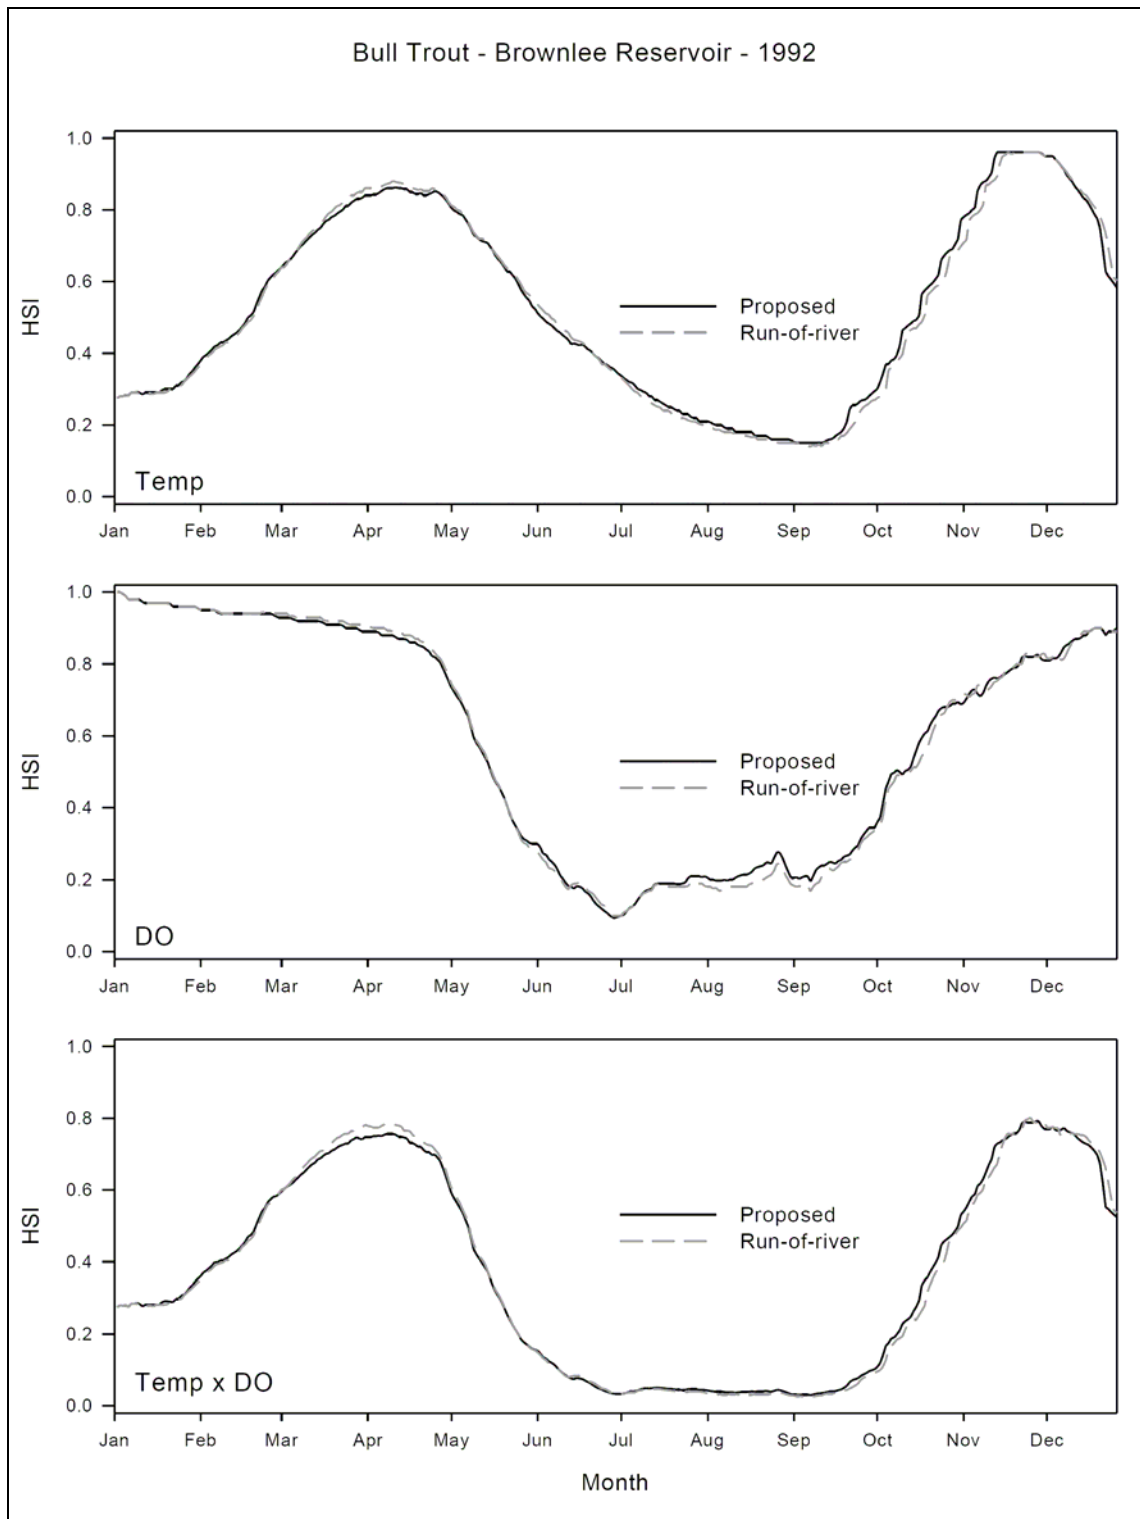 Bull Trout - Brownlee Reservoir - 1992
1.0
0.8
0.6
0.4
0.2
0.0
HSI
Proposed
Run-of-river
Temp
Jan Feb Mar Apr May Jun Jul Aug Sep Oct Nov Dec
1.0
0.8
0.6
0.4
0.2
0.0
HSI
Proposed
Run-of-river
DO
Jan Feb Mar Apr May Jun Jul Aug Sep Oct Nov Dec
1.0
0.8
0.6
0.4
0.2
0.0
HSI
Proposed
Run-of-river
Temp x DO
Jan Feb Mar Apr May Jun Jul Aug Sep Oct Nov Dec
Month